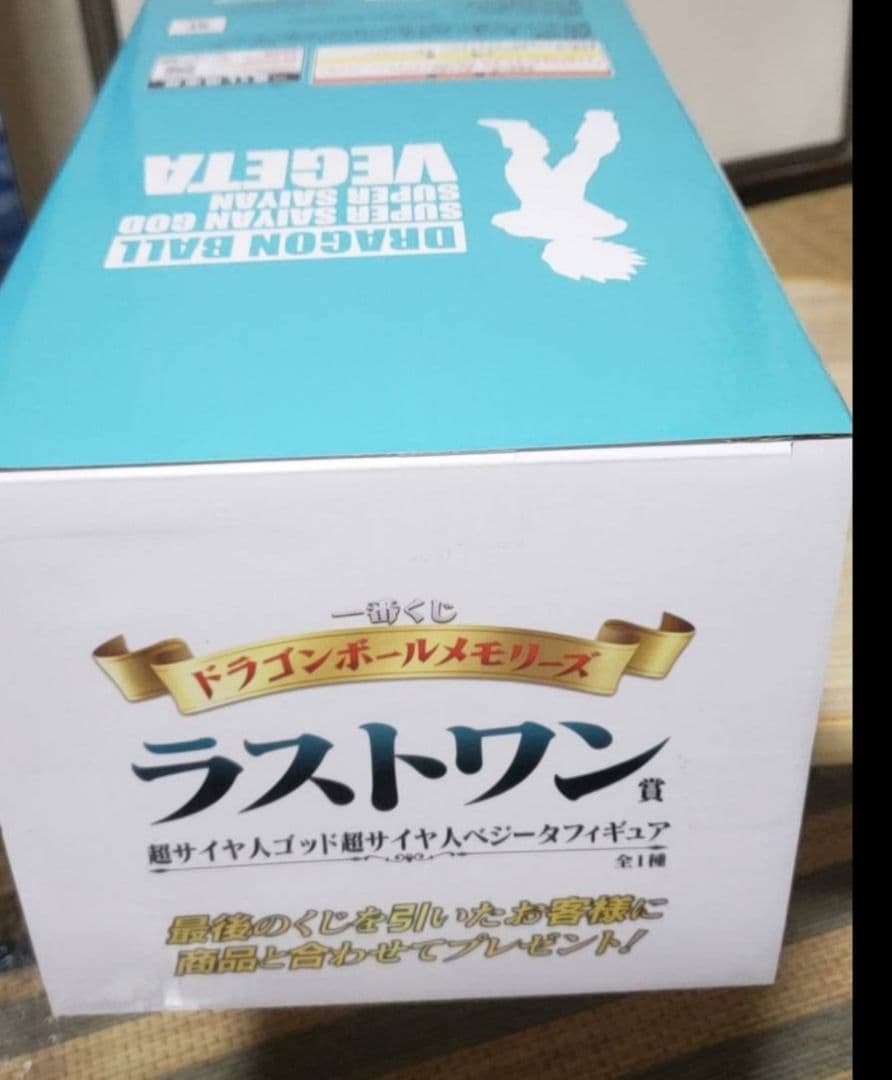 DRAGON BALL
SUPER SAIYAN GOD
SUPER SAIYAN
VEGETA
一番くじ
ドラゴンボールメモリーズ
ラストワン賞
超サイヤ人ゴッド超サイヤ人ベジータフィギュア
全1種
最後のくじを引いたお客様に
商品と合わせてプレゼント!